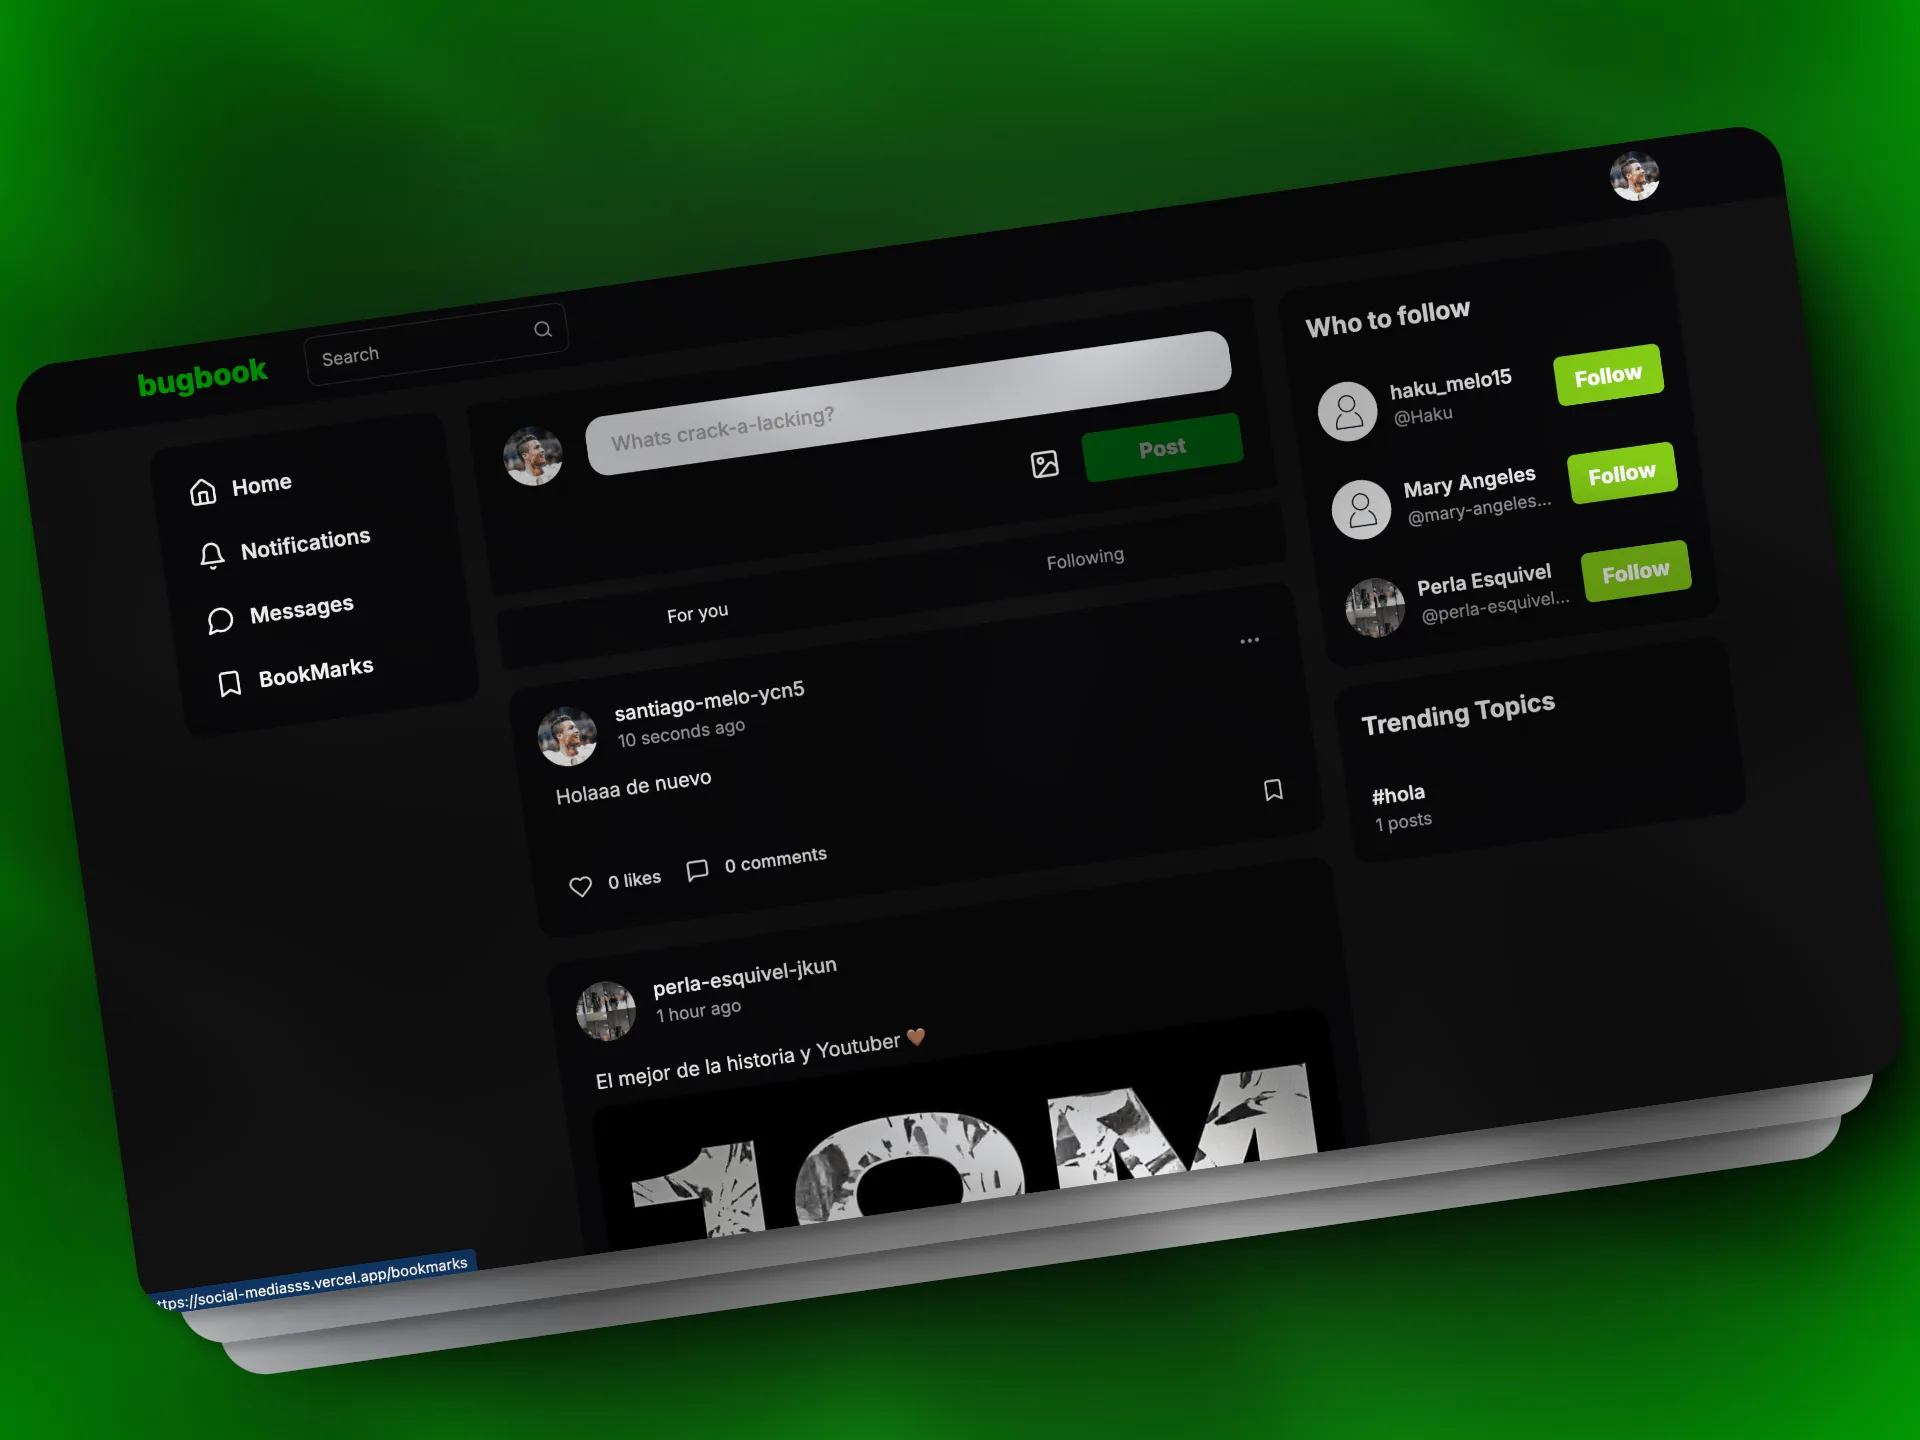 bugbook
Search
Home
Notifications
Messages
BookMarks
Whats crack-a-lacking?
Post
For you
Following
santiago-melo-ycn5
10 seconds ago
Holaaa de nuevo
0 likes
0 comments
perla-esquivel-jkun
1 hour ago
El mejor de la historia y Youtuber 🤎
10M
Who to follow
haku_melo15
@Haku
Follow
Mary Angeles
@mary-angeles...
Follow
Perla Esquivel
@perla-esquivel...
Follow
Trending Topics
#hola
1 posts
ttps://social-mediasss.vercel.app/bookmarks